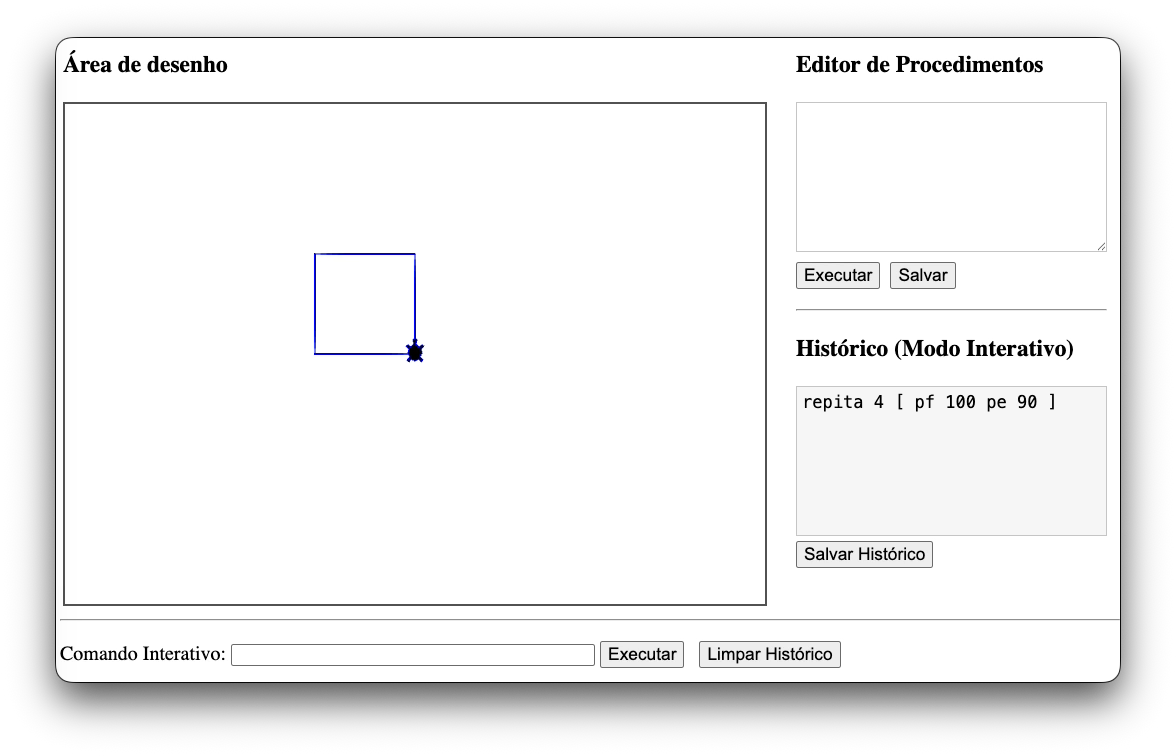 Área de desenho
Editor de Procedimentos
Executar
Salvar
Histórico (Modo Interativo)
repita 4 [ pf 100 pe 90 ]
Salvar Histórico
Comando Interativo:
Executar
Limpar Histórico